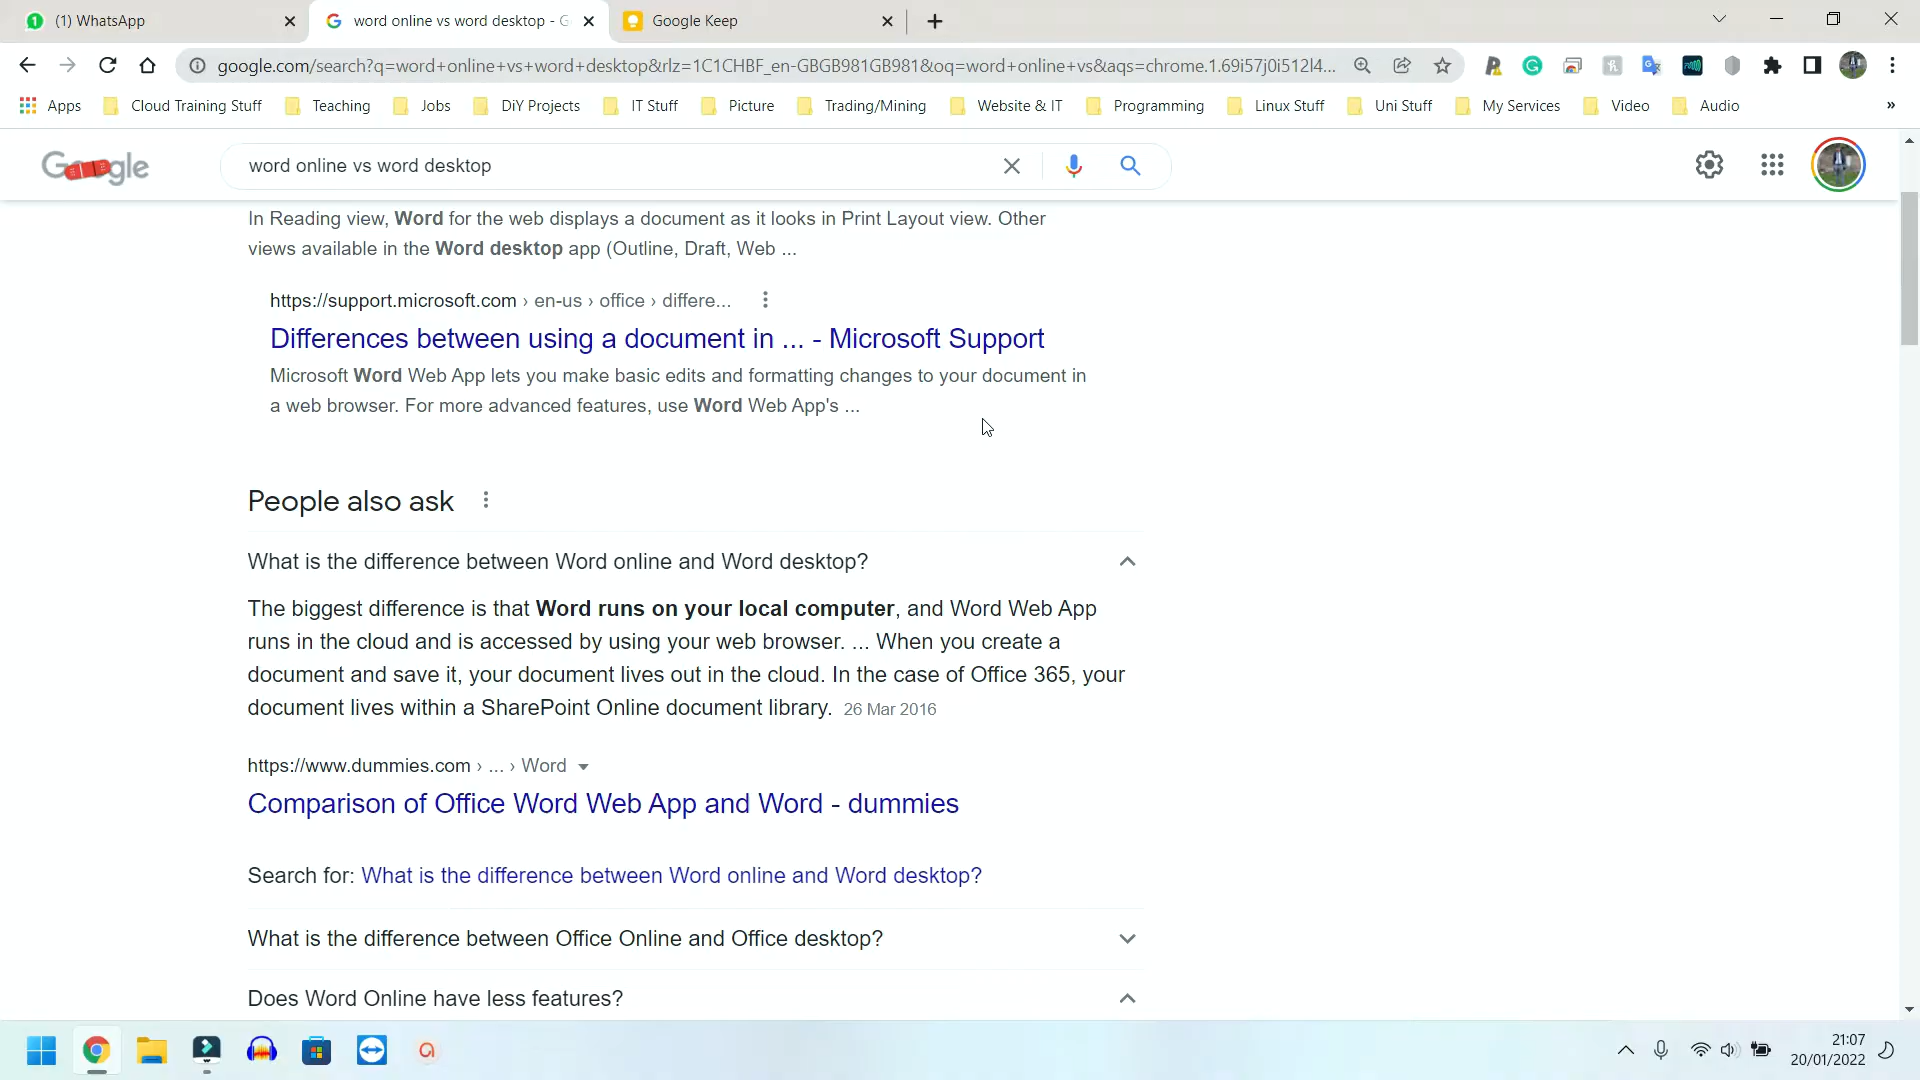 (1) WhatsApp
word online vs word desktop - G
Google Keep
google.com/search?q=word+online+vs+word+desktop&rlz=1C1CHBF_en-GBGB981GB981&oq=word+online+vs&aqs=chrome.1.69i57j0i512l4...
Apps
Cloud Training Stuff
Teaching
Jobs
DiY Projects
IT Stuff
Picture
Trading/Mining
Website & IT
Programming
Linux Stuff
Uni Stuff
My Services
Video
Audio
»
word online vs word desktop
In Reading view, Word for the web displays a document as it looks in Print Layout view. Other
views available in the Word desktop app (Outline, Draft, Web ...
https://support.microsoft.com › en-us › office › differe...
Differences between using a document in ... - Microsoft Support
Microsoft Word Web App lets you make basic edits and formatting changes to your document in
a web browser. For more advanced features, use Word Web App's ...
People also ask
What is the difference between Word online and Word desktop?
The biggest difference is that Word runs on your local computer, and Word Web App
runs in the cloud and is accessed by using your web browser. ... When you create a
document and save it, your document lives out in the cloud. In the case of Office 365, your
document lives within a SharePoint Online document library. 26 Mar 2016
https://www.dummies.com › ... › Word
Comparison of Office Word Web App and Word - dummies
Search for: What is the difference between Word online and Word desktop?
What is the difference between Office Online and Office desktop?
Does Word Online have less features?
21:07
20/01/2022